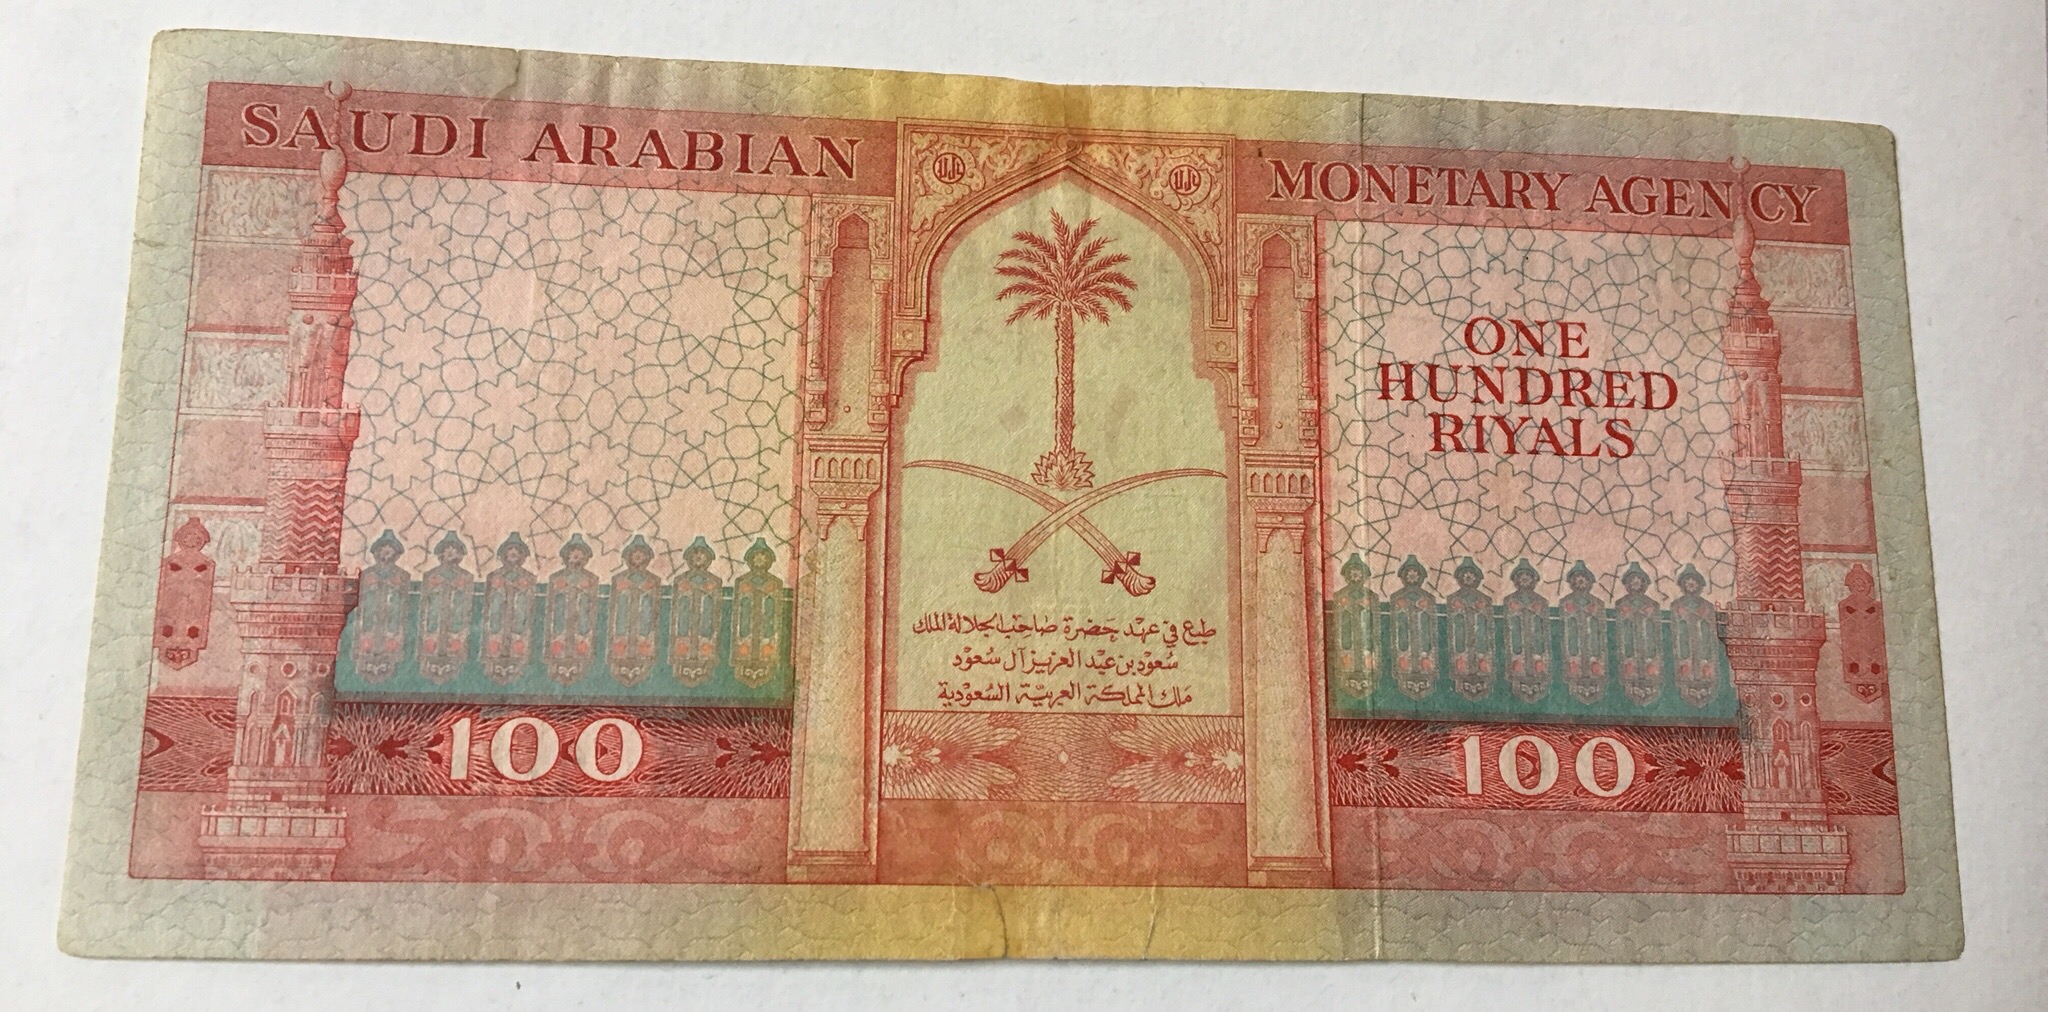 SAUDI ARABIAN MONETARY AGENCY
ONE
HUNDRED
RIYALS
طبع في عهد حضرة صاحب الجلالة الملك
سعود بن عبد العزيز آل سعود
ملك المملكة العربية السعودية
100 100